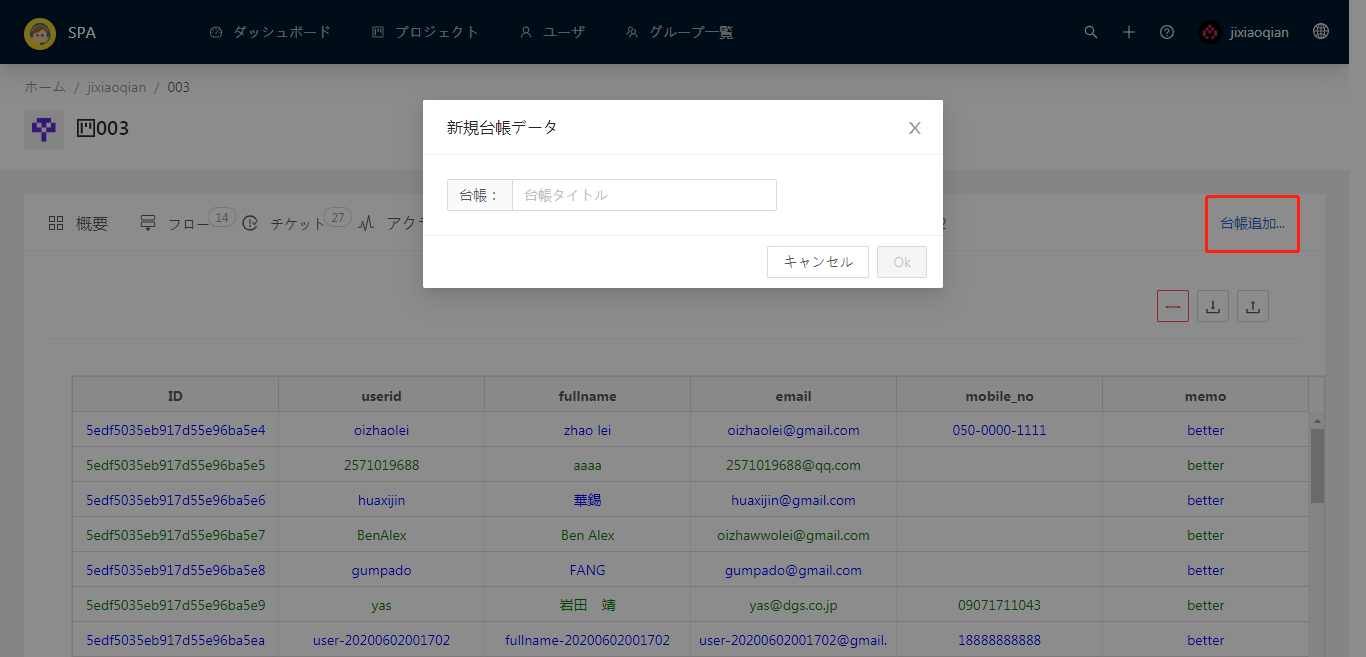 SPA ダッシュボード プロジェクト ユーザ グループ一覧 jixiaoqian
ホーム / jixiaoqian / 003
003
新規台帳データ
台帳： 台帳タイトル
キャンセル Ok
概要 フロー 14 チケット 27 アク 2 台帳追加...
ID userid fullname email mobile_no memo
5edf5035eb917d55e96ba5e4 oizhaolei zhao lei oizhaolei@gmail.com 050-0000-1111 better
5edf5035eb917d55e96ba5e5 2571019688 aaaa 2571019688@qq.com better
5edf5035eb917d55e96ba5e6 huaxijin 華錫 huaxijin@gmail.com better
5edf5035eb917d55e96ba5e7 BenAlex Ben Alex oizhawwolei@gmail.com better
5edf5035eb917d55e96ba5e8 gumpado FANG gumpado@gmail.com better
5edf5035eb917d55e96ba5e9 yas 岩田　靖 yas@dgs.co.jp 09071711043 better
5edf5035eb917d55e96ba5ea user-20200602001702 fullname-20200602001702 user-20200602001702@gmail. 18888888888 better